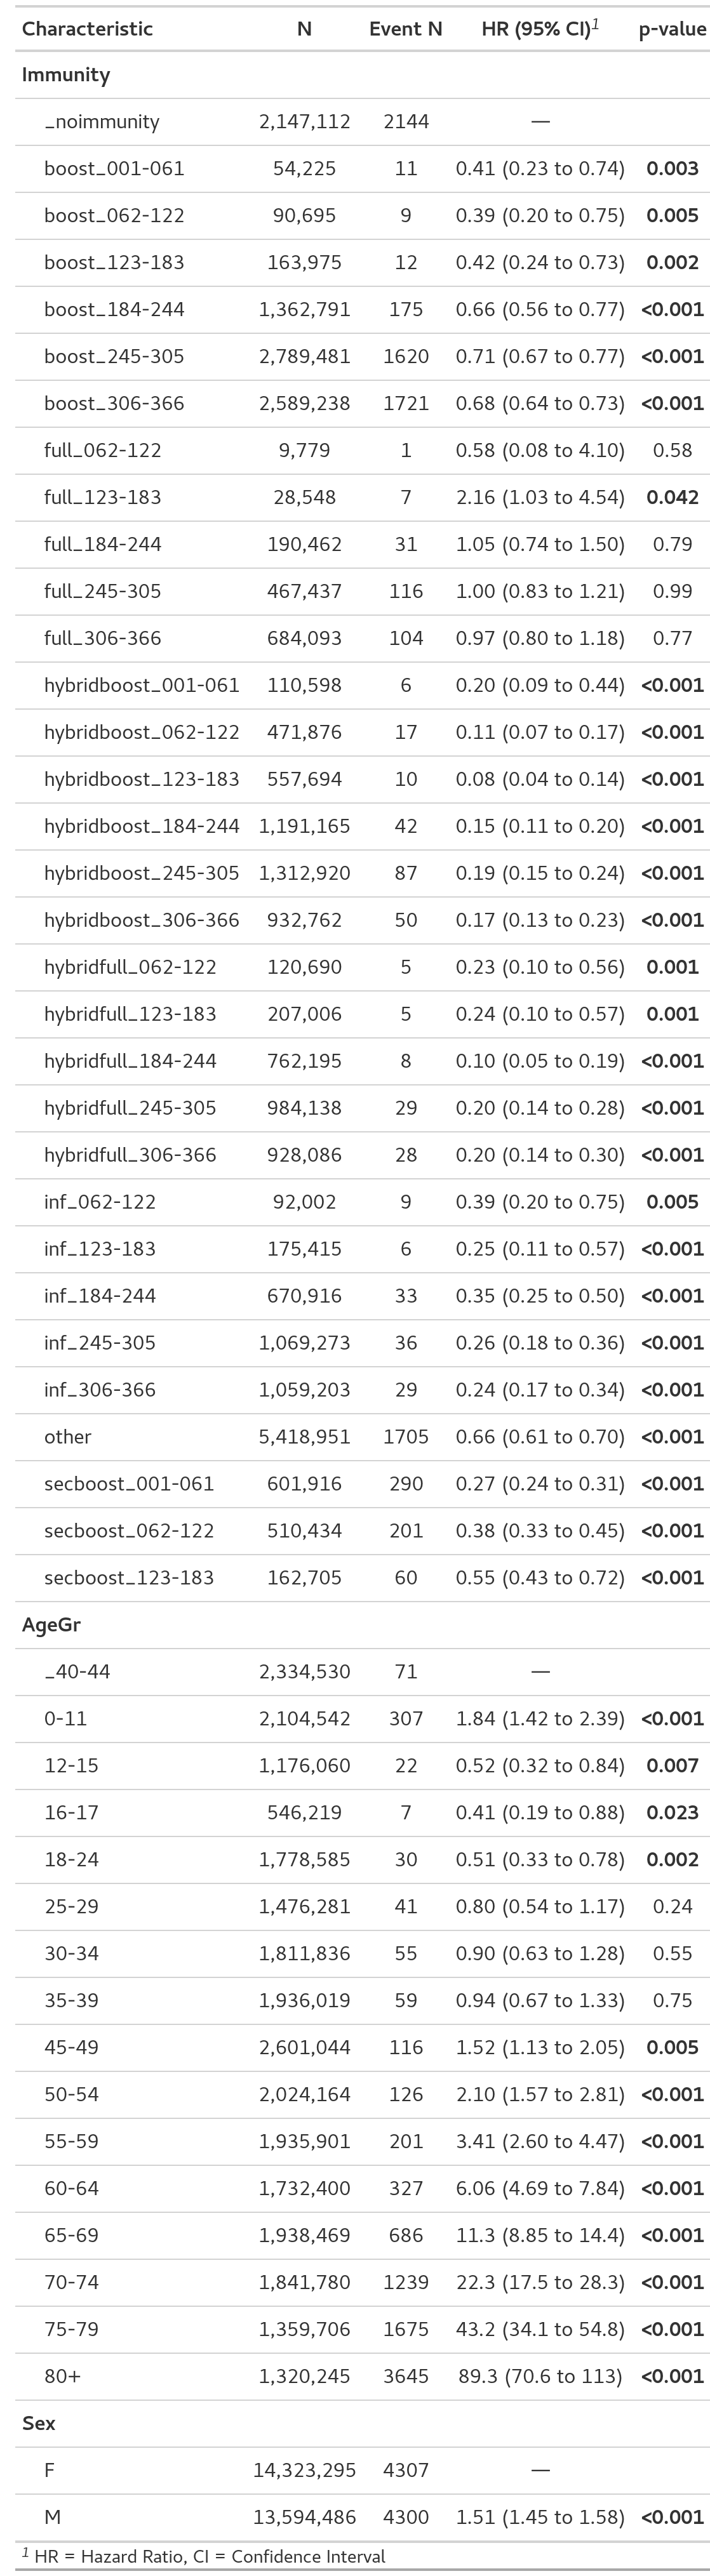 Characteristic N Event N HR (95% CI)1 p-value
Immunity
_noimmunity 2,147,112 2144 —
boost_001-061 54,225 11 0.41 (0.23 to 0.74) 0.003
boost_062-122 90,695 9 0.39 (0.20 to 0.75) 0.005
boost_123-183 163,975 12 0.42 (0.24 to 0.73) 0.002
boost_184-244 1,362,791 175 0.66 (0.56 to 0.77) <0.001
boost_245-305 2,789,481 1620 0.71 (0.67 to 0.77) <0.001
boost_306-366 2,589,238 1721 0.68 (0.64 to 0.73) <0.001
full_062-122 9,779 1 0.58 (0.08 to 4.10) 0.58
full_123-183 28,548 7 2.16 (1.03 to 4.54) 0.042
full_184-244 190,462 31 1.05 (0.74 to 1.50) 0.79
full_245-305 467,437 116 1.00 (0.83 to 1.21) 0.99
full_306-366 684,093 104 0.97 (0.80 to 1.18) 0.77
hybridboost_001-061 110,598 6 0.20 (0.09 to 0.44) <0.001
hybridboost_062-122 471,876 17 0.11 (0.07 to 0.17) <0.001
hybridboost_123-183 557,694 10 0.08 (0.04 to 0.14) <0.001
hybridboost_184-244 1,191,165 42 0.15 (0.11 to 0.20) <0.001
hybridboost_245-305 1,312,920 87 0.19 (0.15 to 0.24) <0.001
hybridboost_306-366 932,762 50 0.17 (0.13 to 0.23) <0.001
hybridfull_062-122 120,690 5 0.23 (0.10 to 0.56) 0.001
hybridfull_123-183 207,006 5 0.24 (0.10 to 0.57) 0.001
hybridfull_184-244 762,195 8 0.10 (0.05 to 0.19) <0.001
hybridfull_245-305 984,138 29 0.20 (0.14 to 0.28) <0.001
hybridfull_306-366 928,086 28 0.20 (0.14 to 0.30) <0.001
inf_062-122 92,002 9 0.39 (0.20 to 0.75) 0.005
inf_123-183 175,415 6 0.25 (0.11 to 0.57) <0.001
inf_184-244 670,916 33 0.35 (0.25 to 0.50) <0.001
inf_245-305 1,069,273 36 0.26 (0.18 to 0.36) <0.001
inf_306-366 1,059,203 29 0.24 (0.17 to 0.34) <0.001
other 5,418,951 1705 0.66 (0.61 to 0.70) <0.001
secboost_001-061 601,916 290 0.27 (0.24 to 0.31) <0.001
secboost_062-122 510,434 201 0.38 (0.33 to 0.45) <0.001
secboost_123-183 162,705 60 0.55 (0.43 to 0.72) <0.001
AgeGr
_40-44 2,334,530 71 —
0-11 2,104,542 307 1.84 (1.42 to 2.39) <0.001
12-15 1,176,060 22 0.52 (0.32 to 0.84) 0.007
16-17 546,219 7 0.41 (0.19 to 0.88) 0.023
18-24 1,778,585 30 0.51 (0.33 to 0.78) 0.002
25-29 1,476,281 41 0.80 (0.54 to 1.17) 0.24
30-34 1,811,836 55 0.90 (0.63 to 1.28) 0.55
35-39 1,936,019 59 0.94 (0.67 to 1.33) 0.75
45-49 2,601,044 116 1.52 (1.13 to 2.05) 0.005
50-54 2,024,164 126 2.10 (1.57 to 2.81) <0.001
55-59 1,935,901 201 3.41 (2.60 to 4.47) <0.001
60-64 1,732,400 327 6.06 (4.69 to 7.84) <0.001
65-69 1,938,469 686 11.3 (8.85 to 14.4) <0.001
70-74 1,841,780 1239 22.3 (17.5 to 28.3) <0.001
75-79 1,359,706 1675 43.2 (34.1 to 54.8) <0.001
80+ 1,320,245 3645 89.3 (70.6 to 113) <0.001
Sex
F 14,323,295 4307 —
M 13,594,486 4300 1.51 (1.45 to 1.58) <0.001
1 HR = Hazard Ratio, CI = Confidence Interval